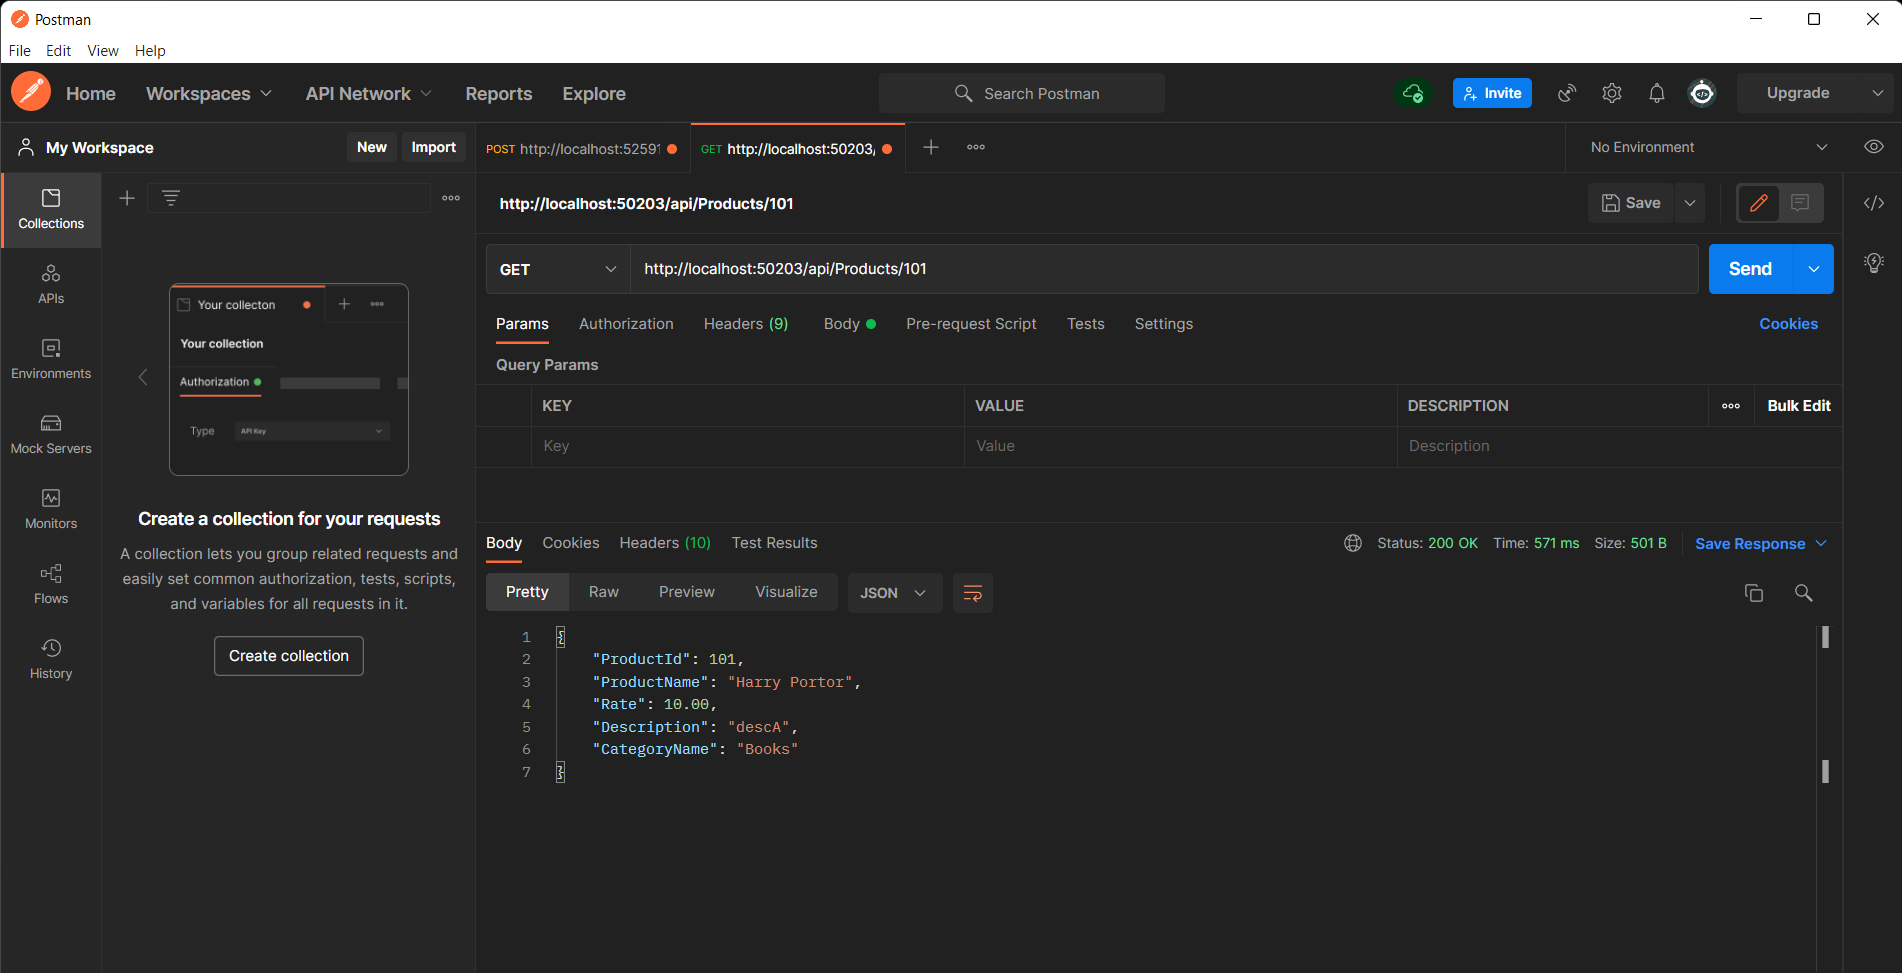 Postman
File Edit View Help
Home Workspaces API Network Reports Explore Search Postman Invite Upgrade
My Workspace New Import POST http://localhost:52591 GET http://localhost:50203/ No Environment
Collections
APIs
Environments
Mock Servers
Monitors
Flows
History
Your collecton
Your collection
Authorization
Type API Key
Create a collection for your requests
A collection lets you group related requests and
easily set common authorization, tests, scripts,
and variables for all requests in it.
Create collection
http://localhost:50203/api/Products/101 Save
GET http://localhost:50203/api/Products/101 Send
Params Authorization Headers (9) Body Pre-request Script Tests Settings Cookies
Query Params
KEY VALUE DESCRIPTION Bulk Edit
Key Value Description
Body Cookies Headers (10) Test Results Status: 200 OK Time: 571 ms Size: 501 B Save Response
Pretty Raw Preview Visualize JSON
1 {
2 "ProductId": 101,
3 "ProductName": "Harry Portor",
4 "Rate": 10.00,
5 "Description": "descA",
6 "CategoryName": "Books"
7 }